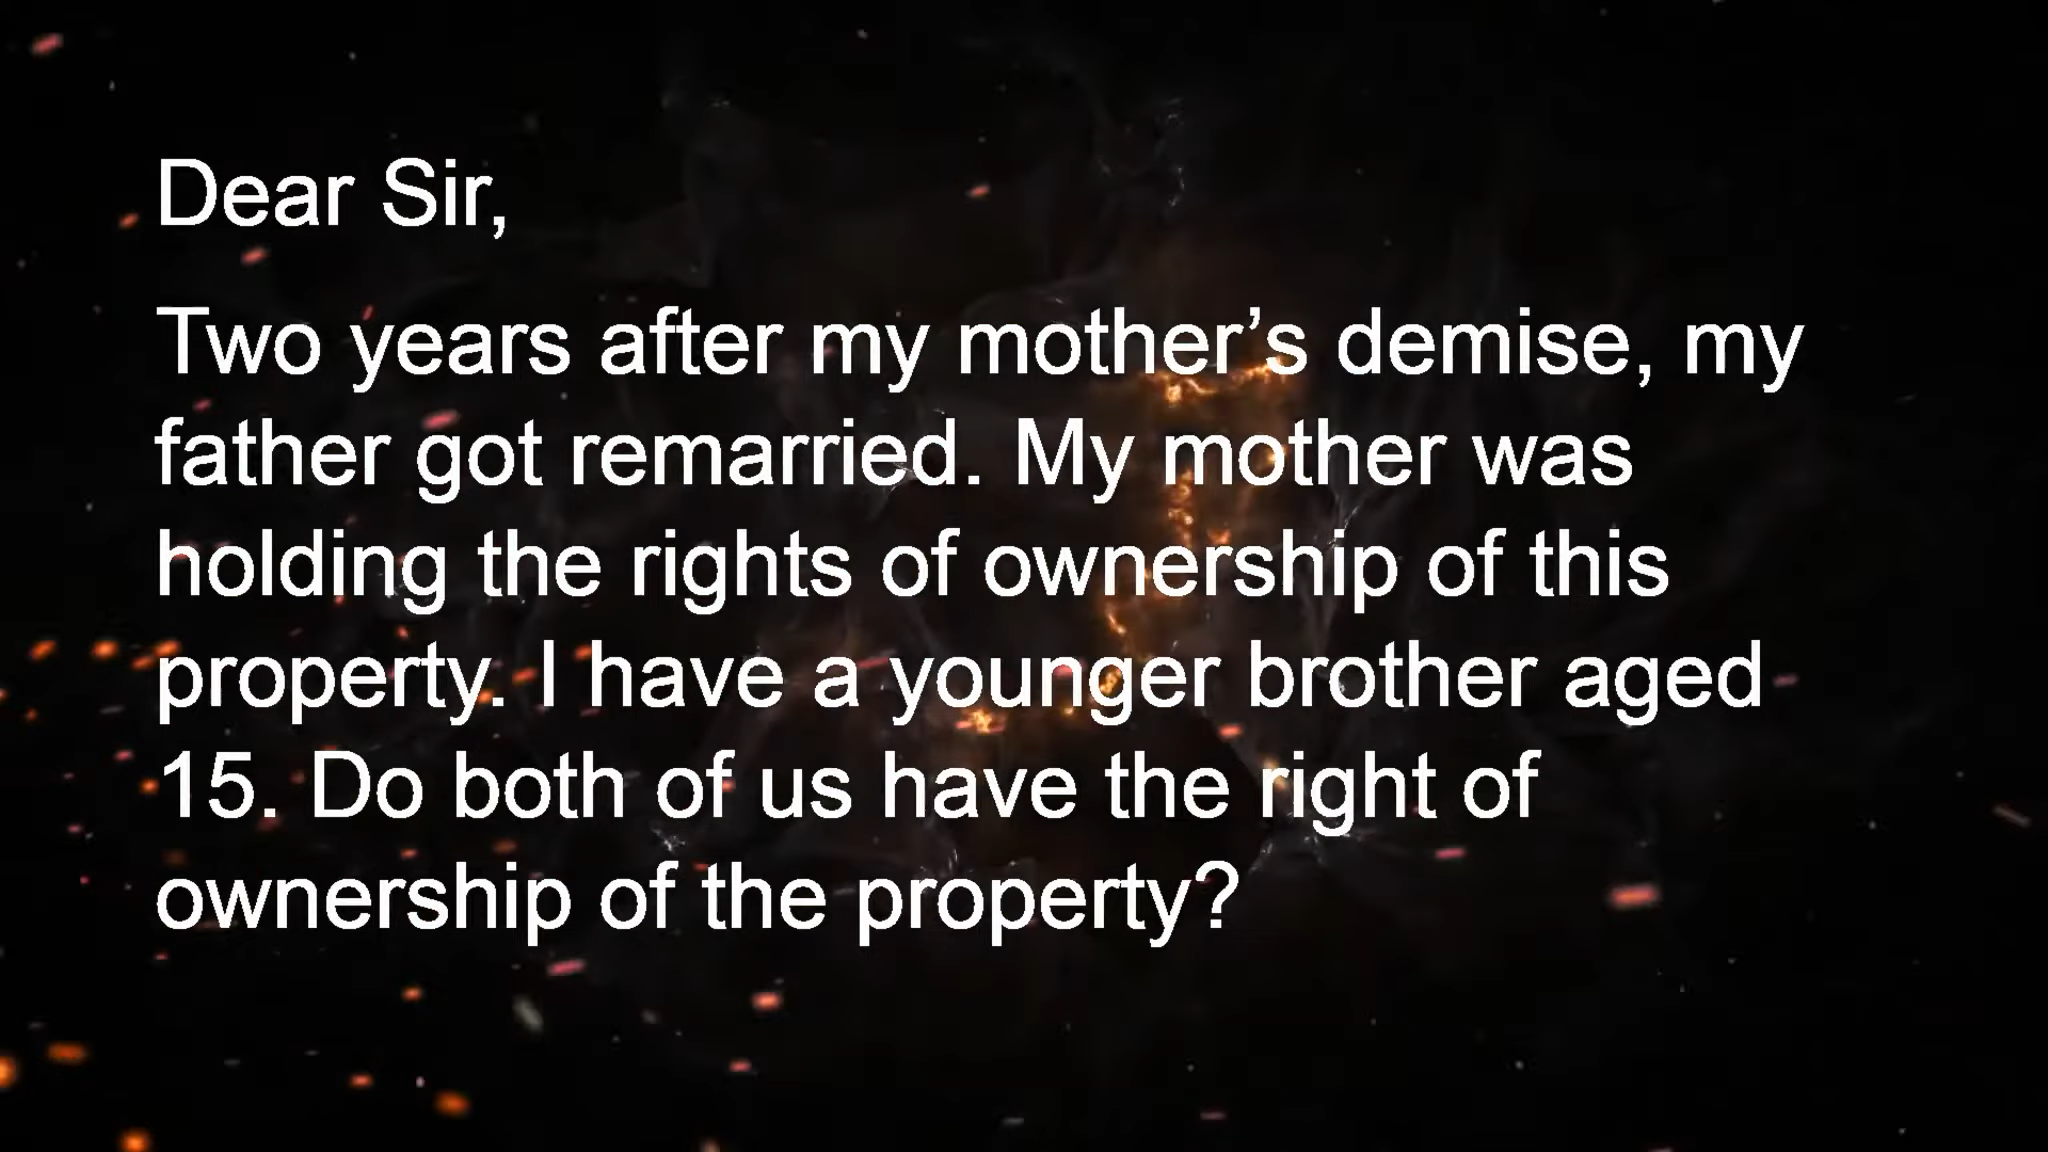 Dear Sir,
Two years after my mother’s demise, my
father got remarried. My mother was
holding the rights of ownership of this
property. I have a younger brother aged
15. Do both of us have the right of
ownership of the property?